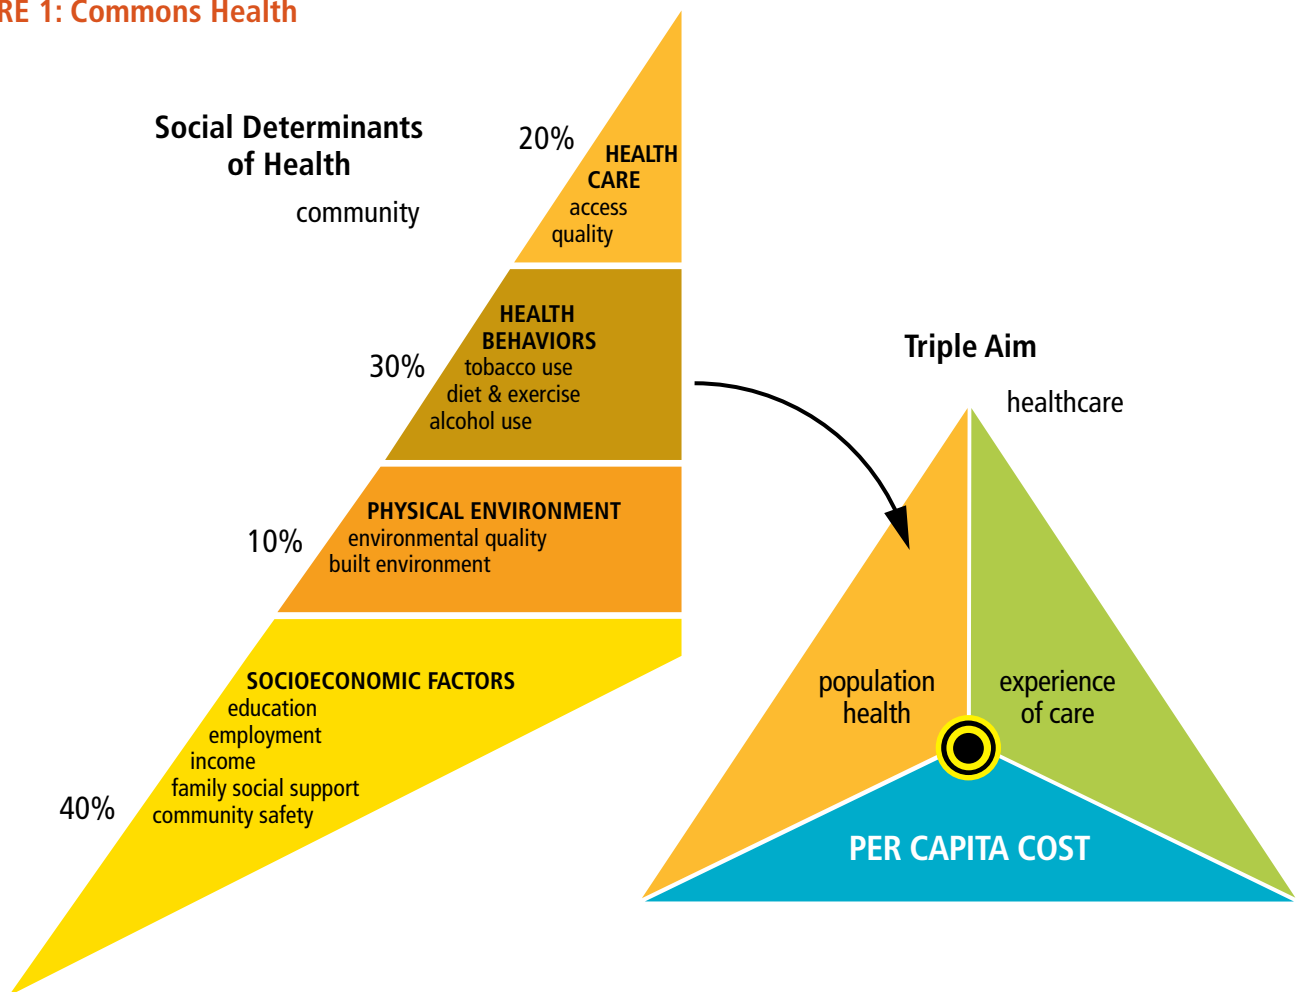 RE 1: Commons Health
Social Determinants
of Health
community
20%
HEALTH
CARE
access
quality
30%
HEALTH
BEHAVIORS
tobacco use
diet & exercise
alcohol use
10%
PHYSICAL ENVIRONMENT
environmental quality
built environment
40%
SOCIOECONOMIC FACTORS
education
employment
income
family social support
community safety
Triple Aim
healthcare
population
health
experience
of care
PER CAPITA COST